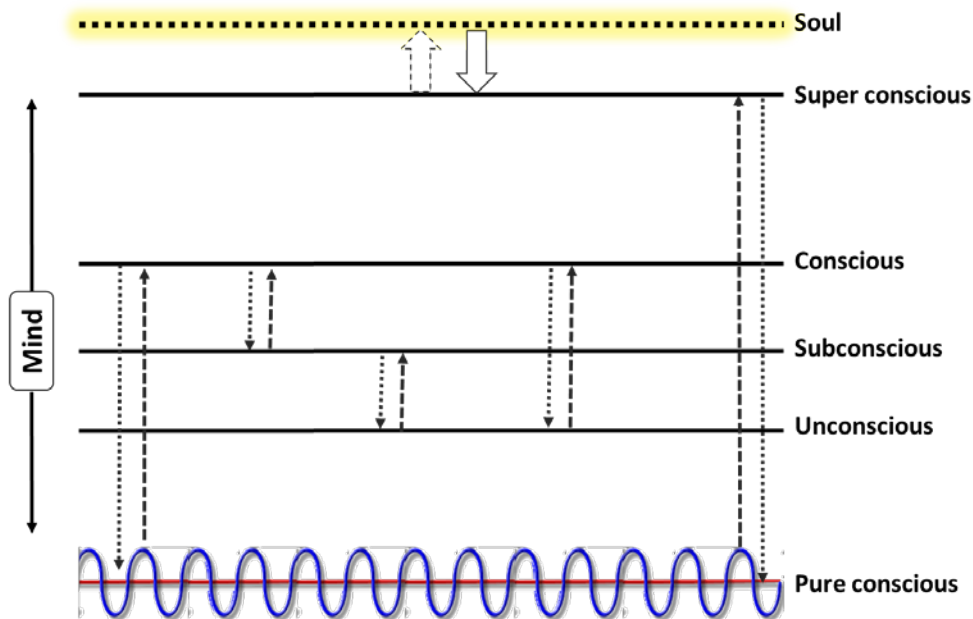 Soul
Super conscious
Conscious
Mind
Subconscious
Unconscious
Pure conscious